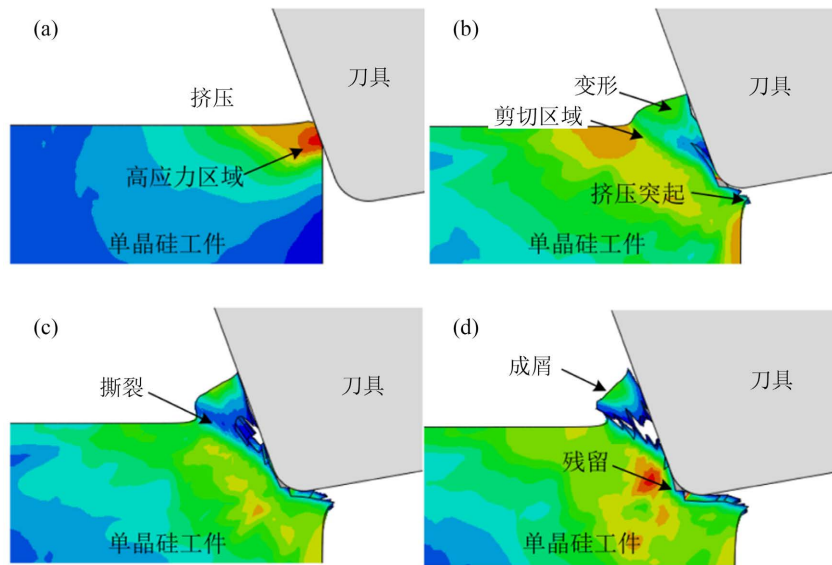 (a)
刀具
挤压
高应力区域
单晶硅工件
(b)
刀具
变形
剪切区域
挤压突起
单晶硅工件
(c)
刀具
撕裂
单晶硅工件
(d)
成屑
刀具
残留
单晶硅工件